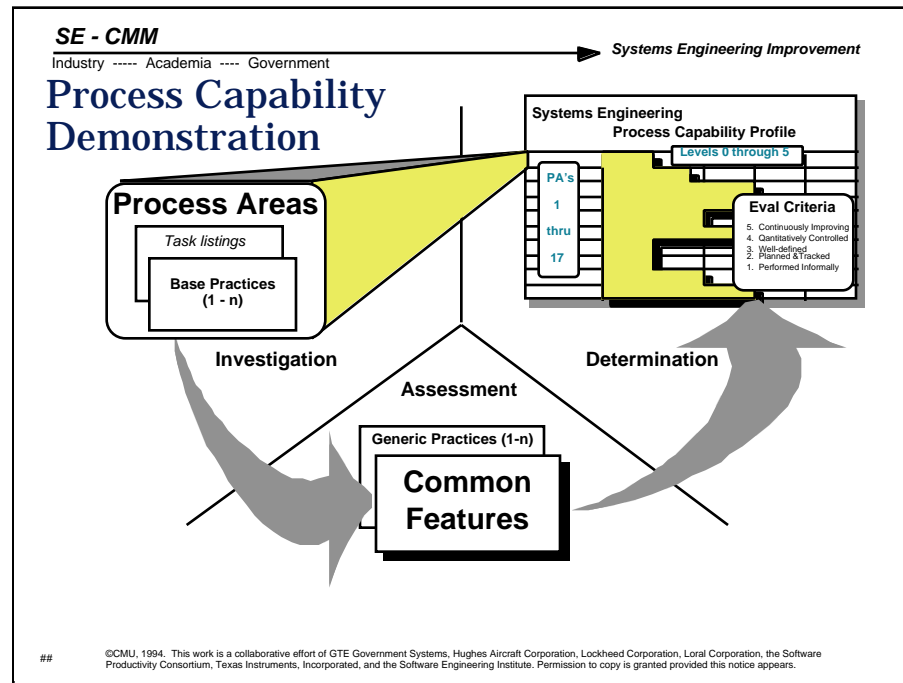 SE - CMM
Systems Engineering Improvement
Industry ----- Academia ---- Government
Process Capability
Demonstration
Systems Engineering
Process Capability Profile
Levels 0 through 5
PA's
1
thru
17
Eval Criteria
5. Continuously Improving
4. Qantitatively Controlled
3. Well-defined
2. Planned &Tracked
1. Performed Informally
Process Areas
Task listings
Base Practices
(1 - n)
Investigation
Determination
Assessment
Generic Practices (1-n)
Common
Features
##
©CMU, 1994. This work is a collaborative effort of GTE Government Systems, Hughes Aircraft Corporation, Lockheed Corporation, Loral Corporation, the Software
Productivity Consortium, Texas Instruments, Incorporated, and the Software Engineering Institute. Permission to copy is granted provided this notice appears.